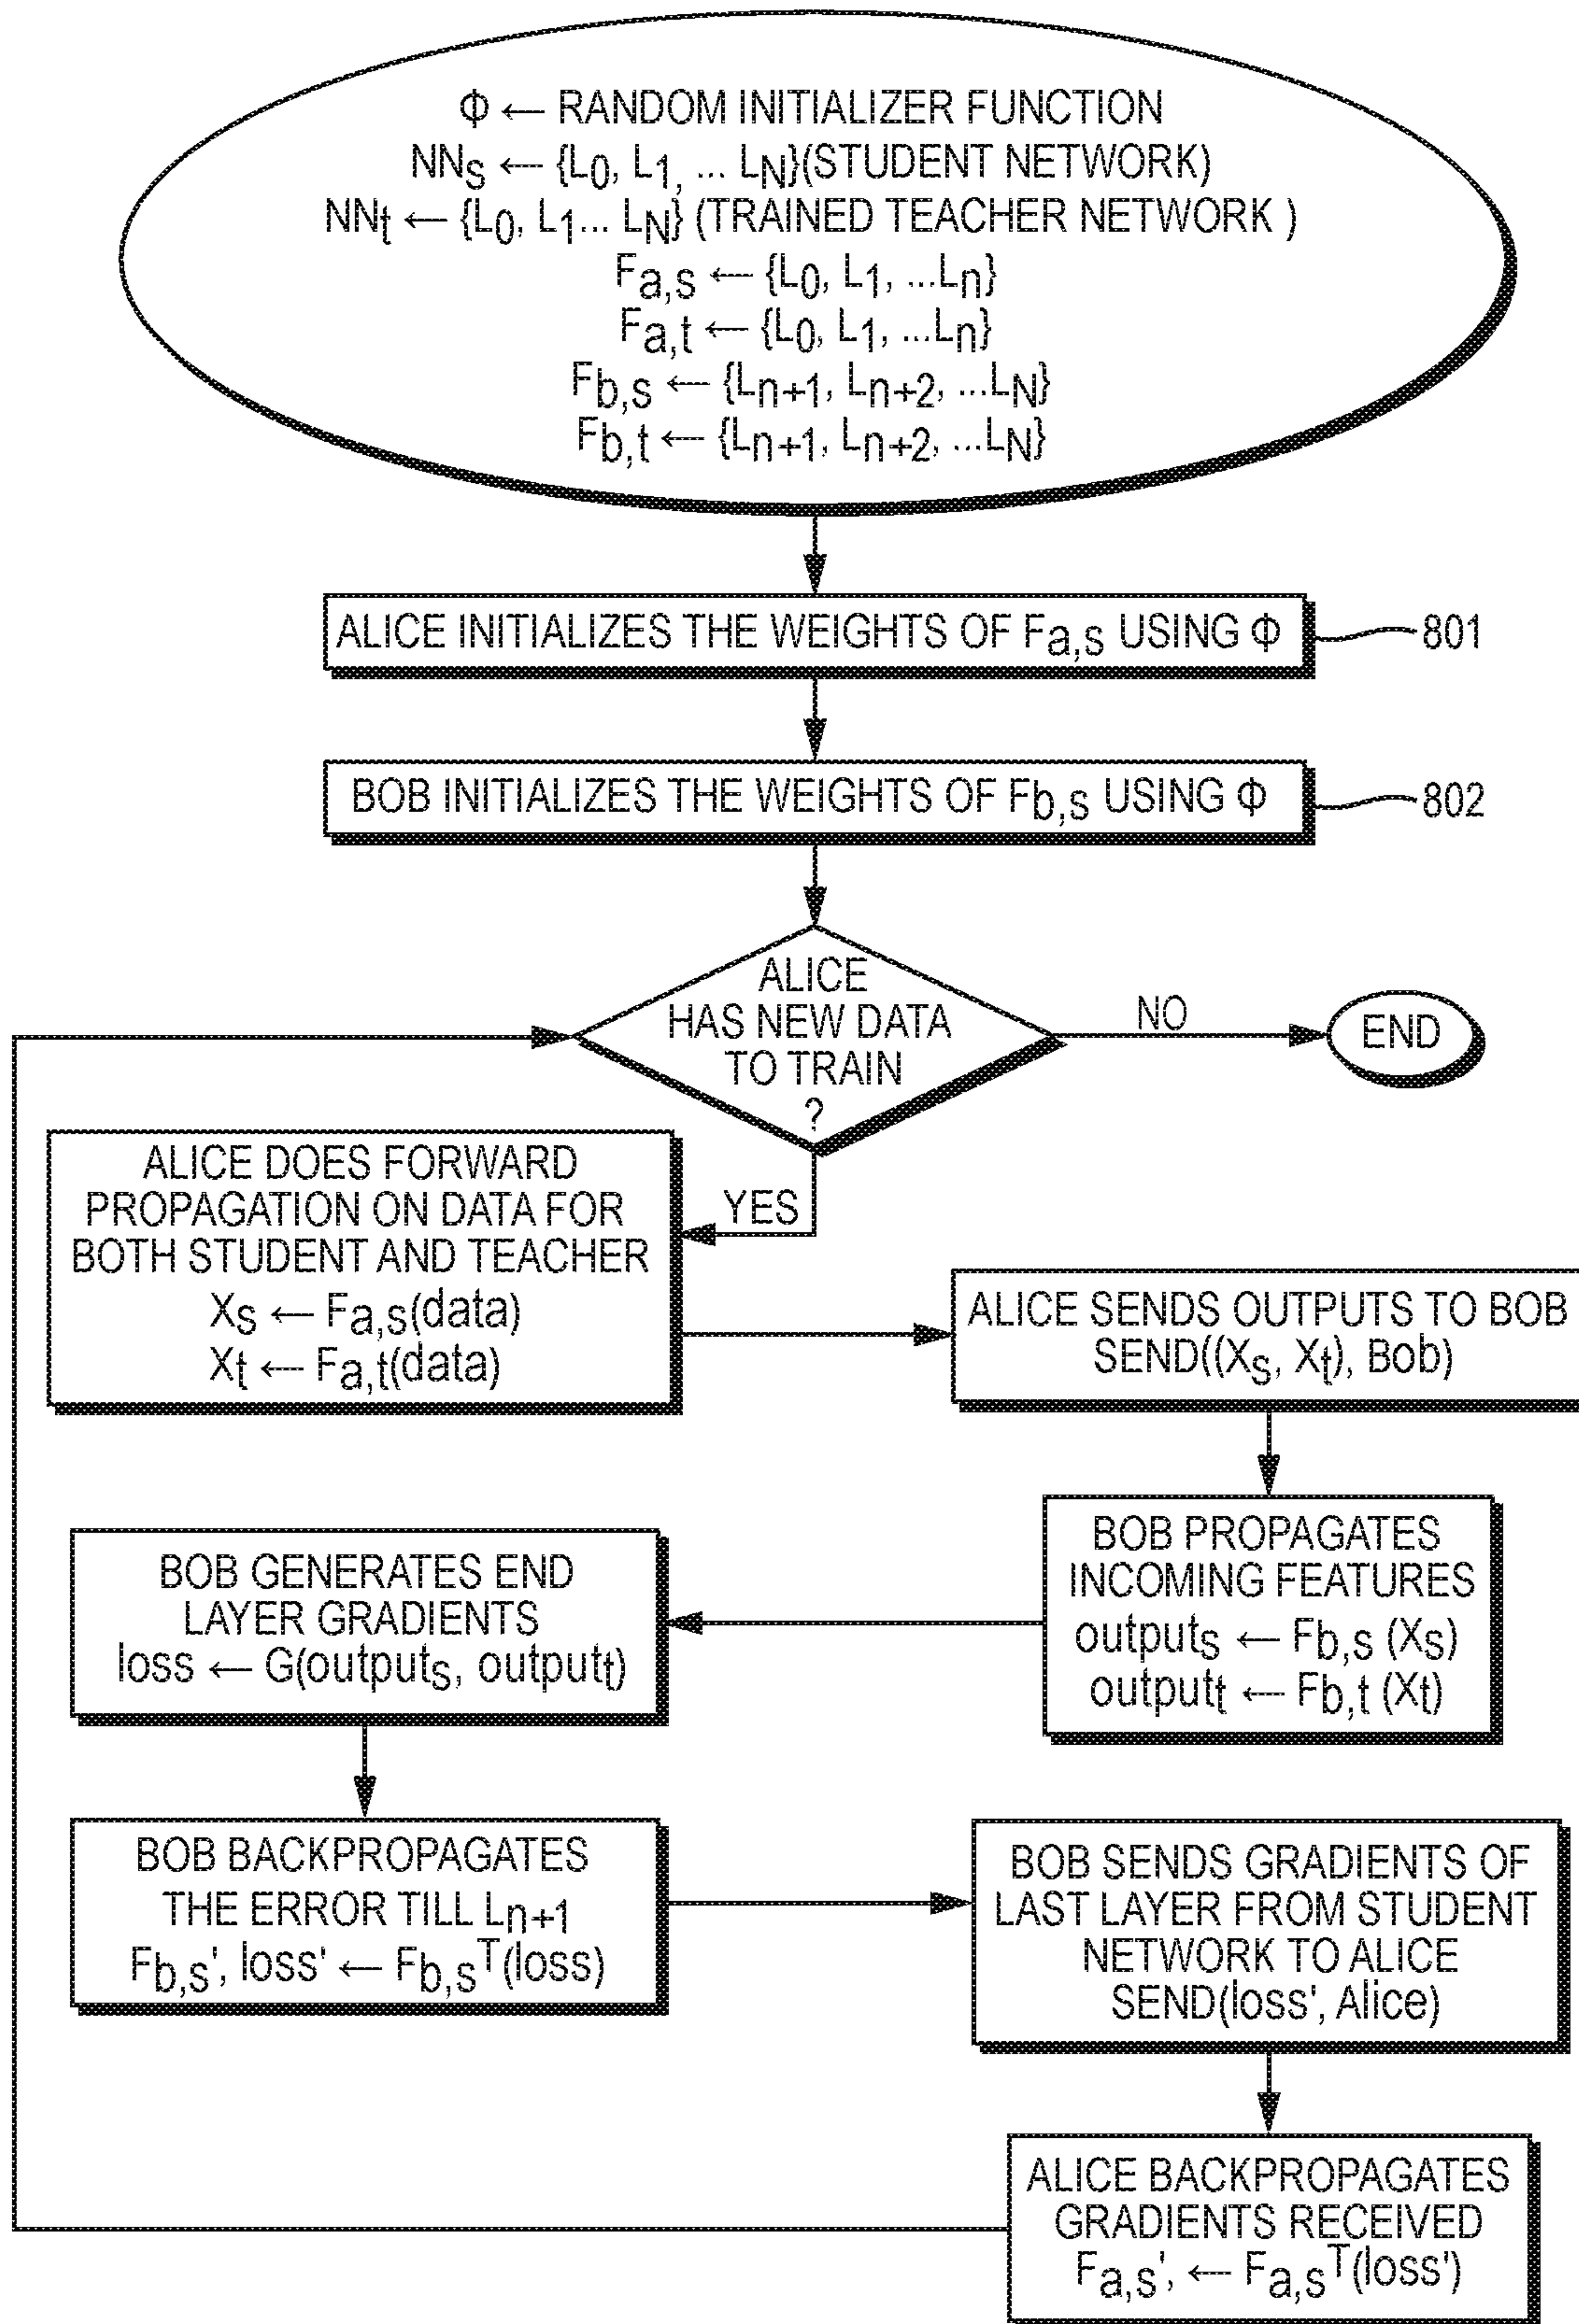 Φ ← RANDOM INITIALIZER FUNCTION
NNs ← {L0, L1, ... LN}(STUDENT NETWORK)
NNt ← {L0, L1... LN} (TRAINED TEACHER NETWORK )
Fa,s ← {L0, L1, ...Ln}
Fa,t ← {L0, L1, ...Ln}
Fb,s ← {Ln+1, Ln+2, ...LN}
Fb,t ← {Ln+1, Ln+2, ...LN}
ALICE INITIALIZES THE WEIGHTS OF Fa,s USING Φ
801
BOB INITIALIZES THE WEIGHTS OF Fb,s USING Φ
802
ALICE
HAS NEW DATA
TO TRAIN
?
NO
END
YES
ALICE DOES FORWARD
PROPAGATION ON DATA FOR
BOTH STUDENT AND TEACHER
Xs ← Fa,s(data)
Xt ← Fa,t(data)
ALICE SENDS OUTPUTS TO BOB
SEND((Xs, Xt), Bob)
BOB PROPAGATES
INCOMING FEATURES
outputs ← Fb,s (Xs)
outputt ← Fb,t (Xt)
BOB GENERATES END
LAYER GRADIENTS
loss ← G(outputs, outputt)
BOB BACKPROPAGATES
THE ERROR TILL Ln+1
Fb,s', loss' ← Fb,sT(loss)
BOB SENDS GRADIENTS OF
LAST LAYER FROM STUDENT
NETWORK TO ALICE
SEND(loss', Alice)
ALICE BACKPROPAGATES
GRADIENTS RECEIVED
Fa,s', ← Fa,sT(loss')